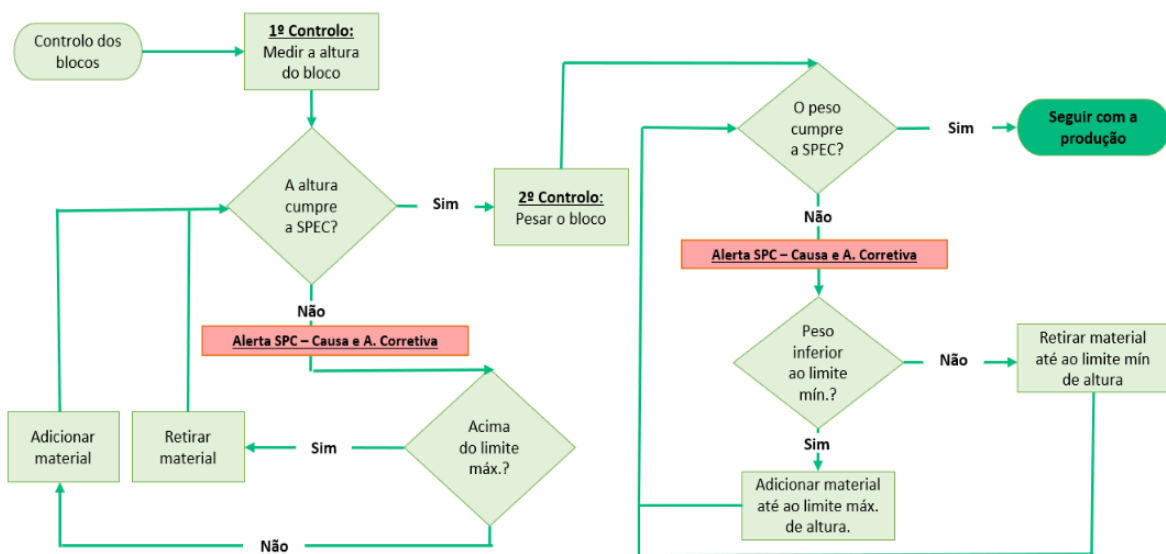 Controlo dos
blocos
1º Controlo:
Medir a altura
do bloco
A altura
cumpre
a SPEC?
Sim
2º Controlo:
Pesar o bloco
Não
Alerta SPC – Causa e A. Corretiva
Acima
do limite
máx.?
Sim
Retirar
material
Adicionar
material
Não
O peso
cumpre
a SPEC?
Sim
Seguir com a
produção
Não
Alerta SPC – Causa e A. Corretiva
Peso
inferior
ao limite
mín.?
Não
Retirar material
até ao limite mín
de altura
Sim
Adicionar material
até ao limite máx.
de altura.